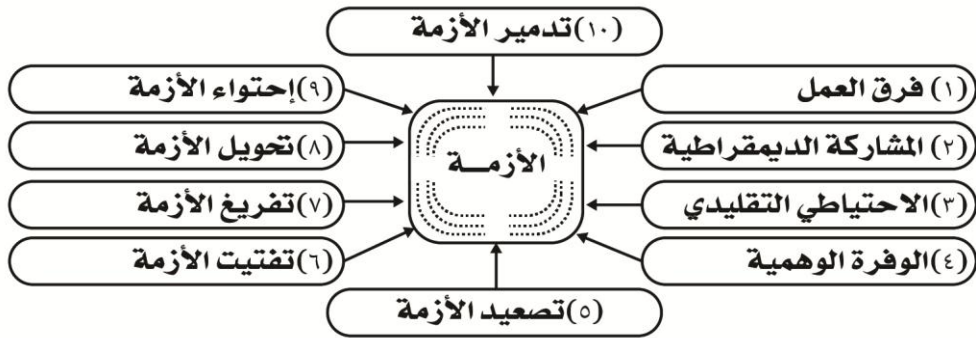 (١٠) تدمير الأزمة
(١) فرق العمل
(٢) المشاركة الديمقراطية
(٣) الاحتياطي التقليدي
(٤) الوفرة الوهمية
(٥) تصعيد الأزمة
(٦) تفتيت الأزمة
(٧) تفريغ الأزمة
(٨) تحويل الأزمة
(٩) إحتواء الأزمة
الأزمــة